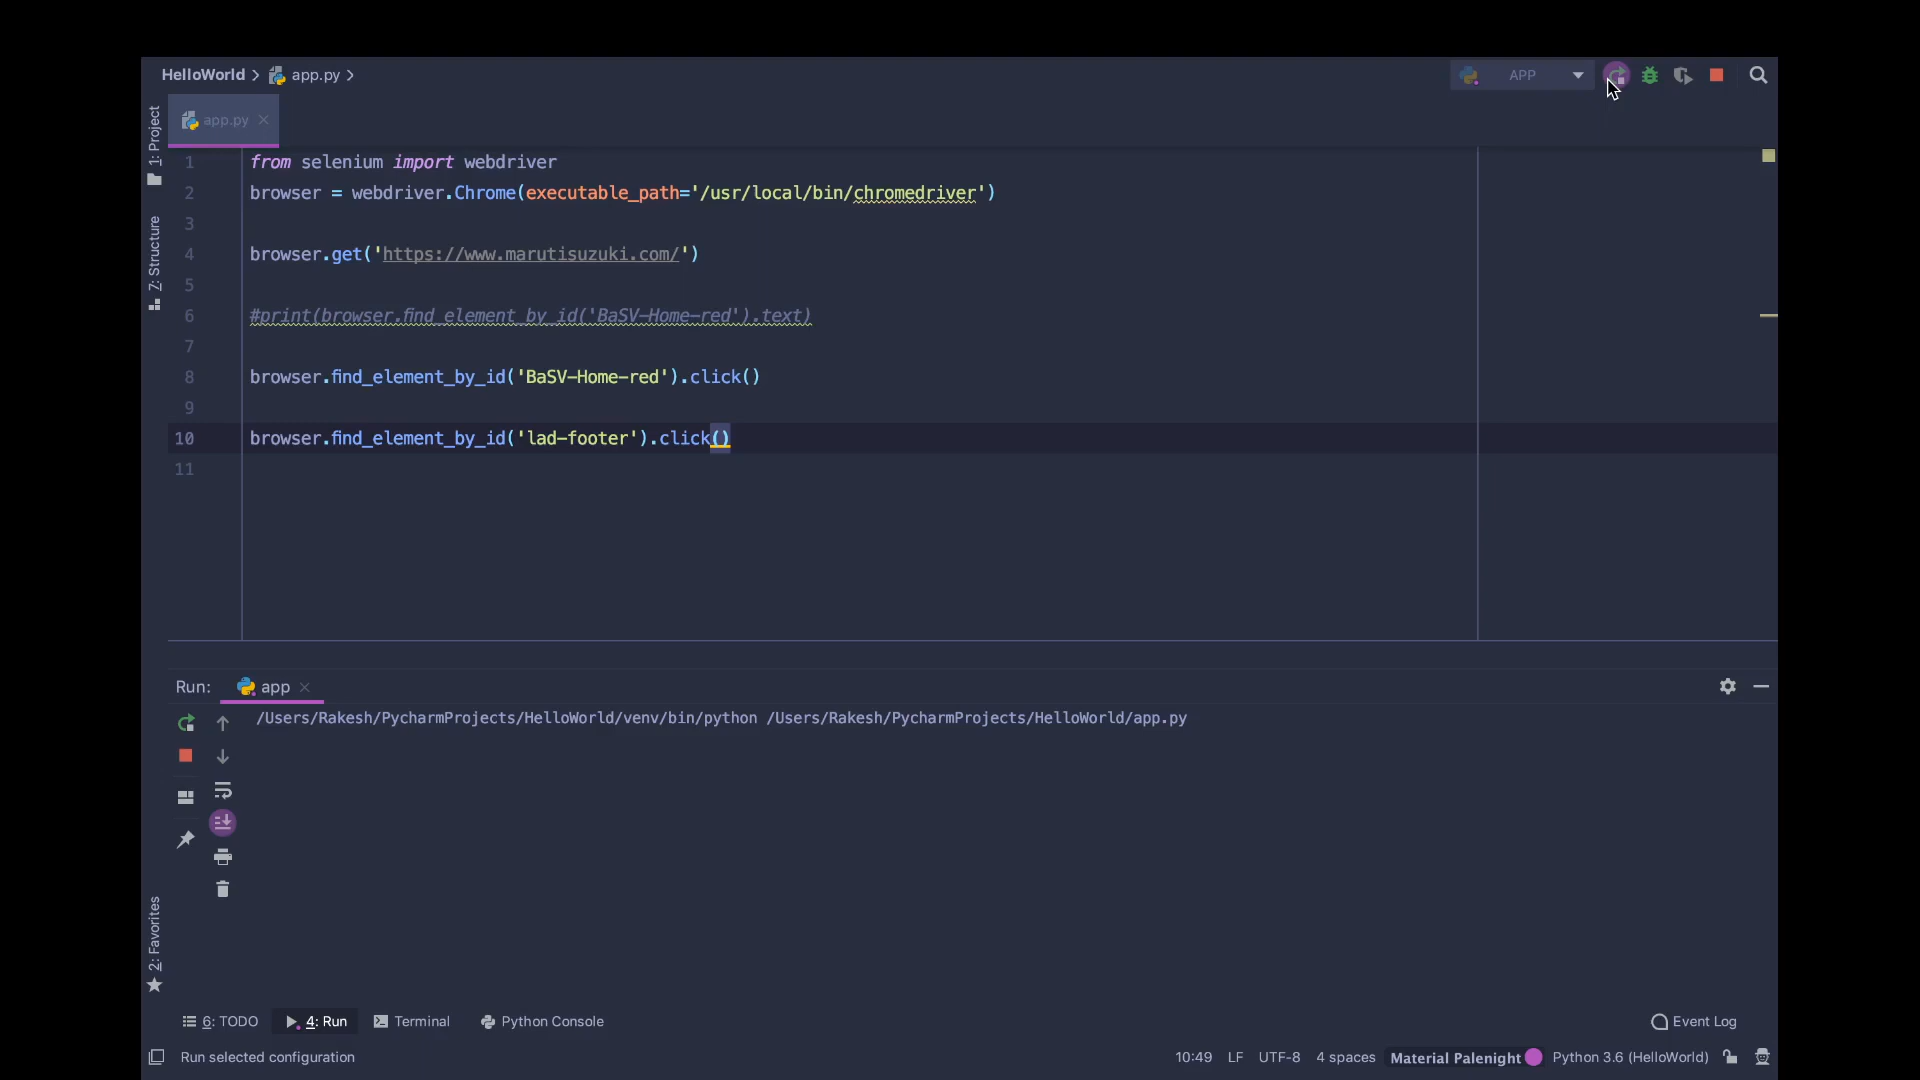 HelloWorld > app.py >
APP
1: Project
app.py ×
7: Structure
1 from selenium import webdriver
2 browser = webdriver.Chrome(executable_path='/usr/local/bin/chromedriver')
3
4 browser.get('https://www.marutisuzuki.com/')
5
6 #print(browser.find_element_by_id('BaSV-Home-red').text)
7
8 browser.find_element_by_id('BaSV-Home-red').click()
9
10 browser.find_element_by_id('lad-footer').click()
11
Run: app ×
/Users/Rakesh/PycharmProjects/HelloWorld/venv/bin/python /Users/Rakesh/PycharmProjects/HelloWorld/app.py
2: Favorites
6: TODO 4: Run Terminal Python Console Event Log
Run selected configuration 10:49 LF UTF-8 4 spaces Material Palenight Python 3.6 (HelloWorld)